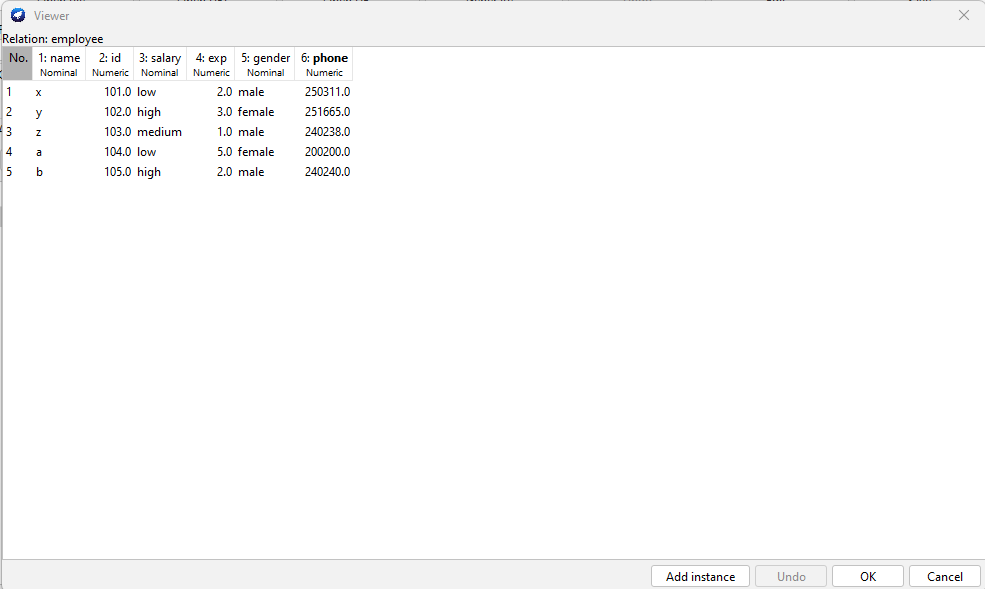 Viewer
Relation: employee
No. 1: name 2: id 3: salary 4: exp 5: gender 6: phone
Nominal Numeric Nominal Numeric Nominal Numeric
1 x 101.0 low 2.0 male 250311.0
2 y 102.0 high 3.0 female 251665.0
3 z 103.0 medium 1.0 male 240238.0
4 a 104.0 low 5.0 female 200200.0
5 b 105.0 high 2.0 male 240240.0
Add instance Undo OK Cancel